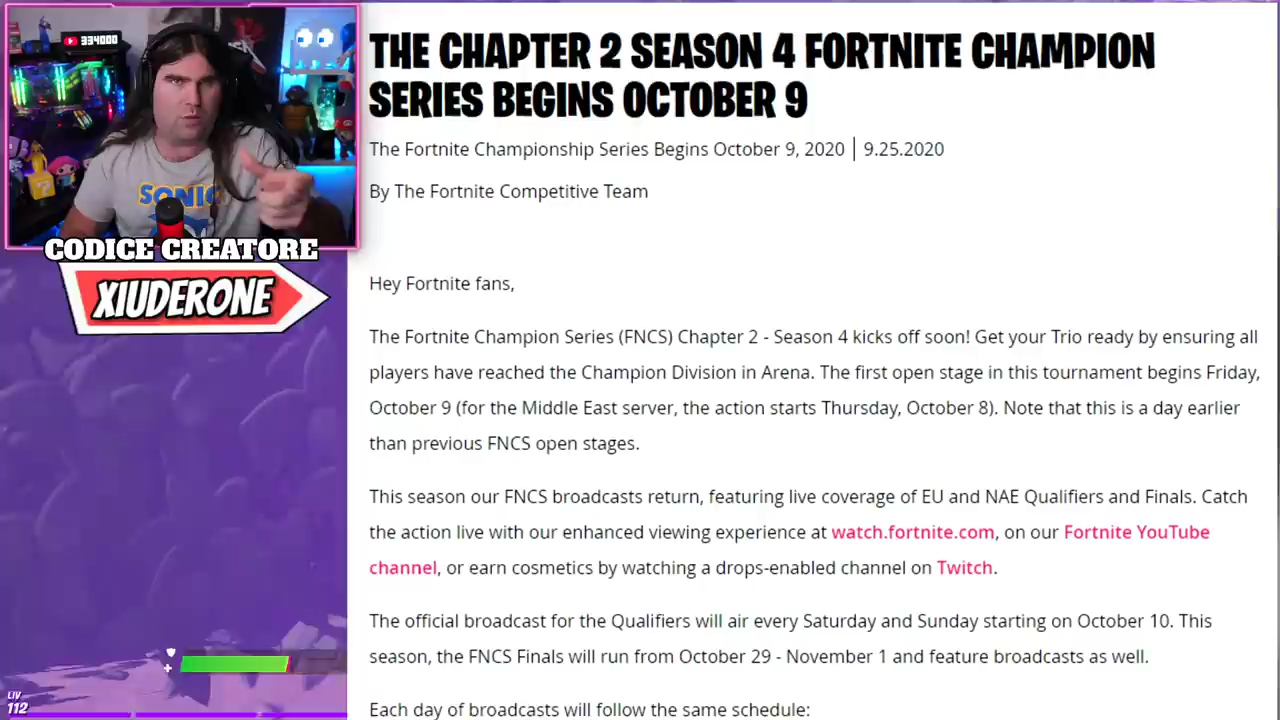 334000
SONIC
CODICE CREATORE
XIUDERONE
LIV
112
THE CHAPTER 2 SEASON 4 FORTNITE CHAMPION
SERIES BEGINS OCTOBER 9
The Fortnite Championship Series Begins October 9, 2020 | 9.25.2020
By The Fortnite Competitive Team
Hey Fortnite fans,
The Fortnite Champion Series (FNCS) Chapter 2 - Season 4 kicks off soon! Get your Trio ready by ensuring all
players have reached the Champion Division in Arena. The first open stage in this tournament begins Friday,
October 9 (for the Middle East server, the action starts Thursday, October 8). Note that this is a day earlier
than previous FNCS open stages.
This season our FNCS broadcasts return, featuring live coverage of EU and NAE Qualifiers and Finals. Catch
the action live with our enhanced viewing experience at watch.fortnite.com, on our Fortnite YouTube
channel, or earn cosmetics by watching a drops-enabled channel on Twitch.
The official broadcast for the Qualifiers will air every Saturday and Sunday starting on October 10. This
season, the FNCS Finals will run from October 29 - November 1 and feature broadcasts as well.
Each day of broadcasts will follow the same schedule: